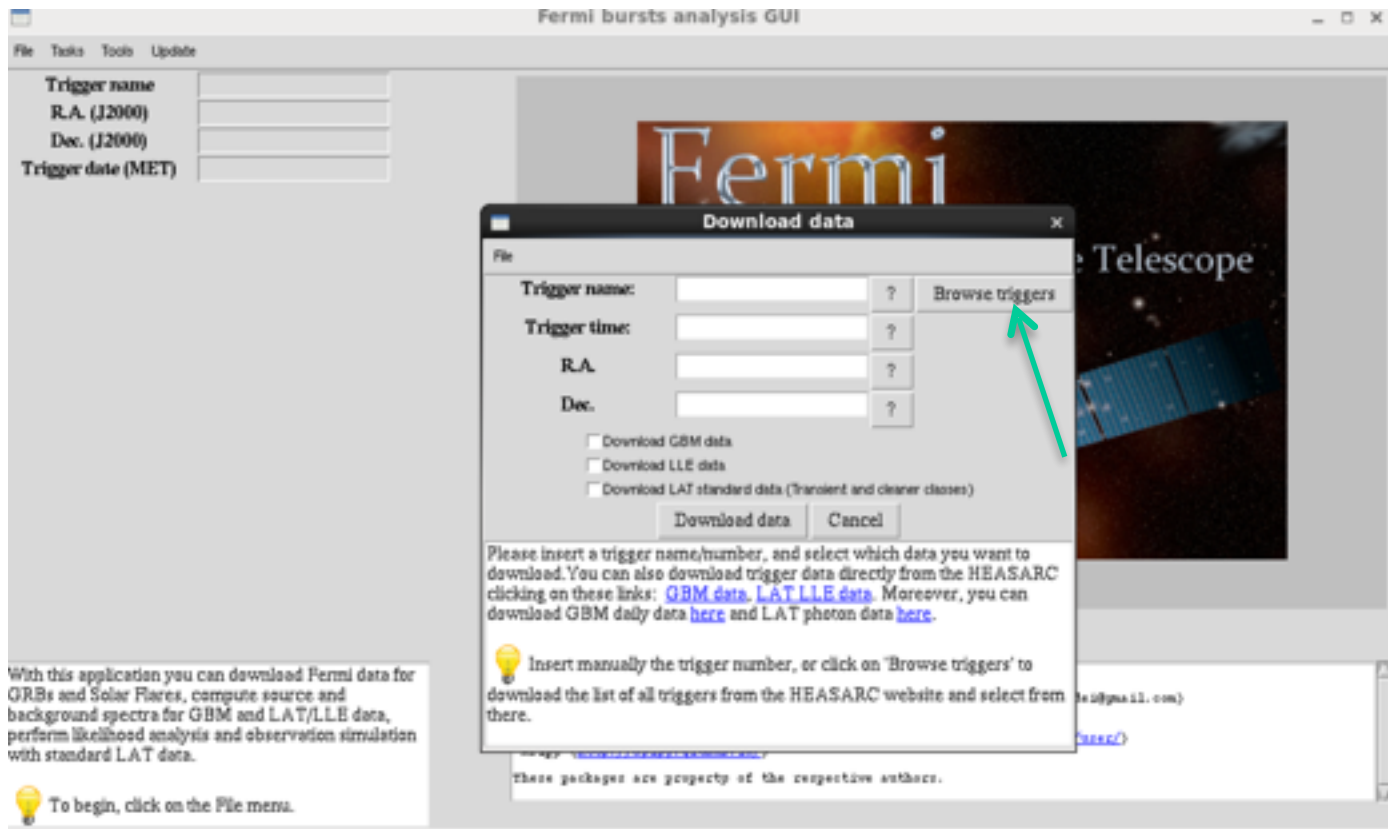 Fermi bursts analysis GUI
File Tasks Tools Update
Trigger name
R.A. (J2000)
Dec. (J2000)
Trigger date (MET)
Fermi
Telescope
Download data
File
Trigger name: ? Browse triggers
Trigger time: ?
R.A. ?
Dec. ?
Download GBM data
Download LLE data
Download LAT standard data (Transient and cleaner classes)
Download data Cancel
Please insert a trigger name/number, and select which data you want to
download.You can also download trigger data directly from the HEASARC
clicking on these links: GBM data, LAT LLE data. Moreover, you can
download GBM daily data here and LAT photon data here.
Insert manually the trigger number, or click on 'Browse triggers' to
download the list of all triggers from the HEASARC website and select from
there.
With this application you can download Fermi data for
GRBs and Solar Flares, compute source and
background spectra for GBM and LAT/LLE data,
perform likelihood analysis and observation simulation
with standard LAT data.
To begin, click on the File menu.
@gmail.com)
/user/)
These packages are property of the respective authors.